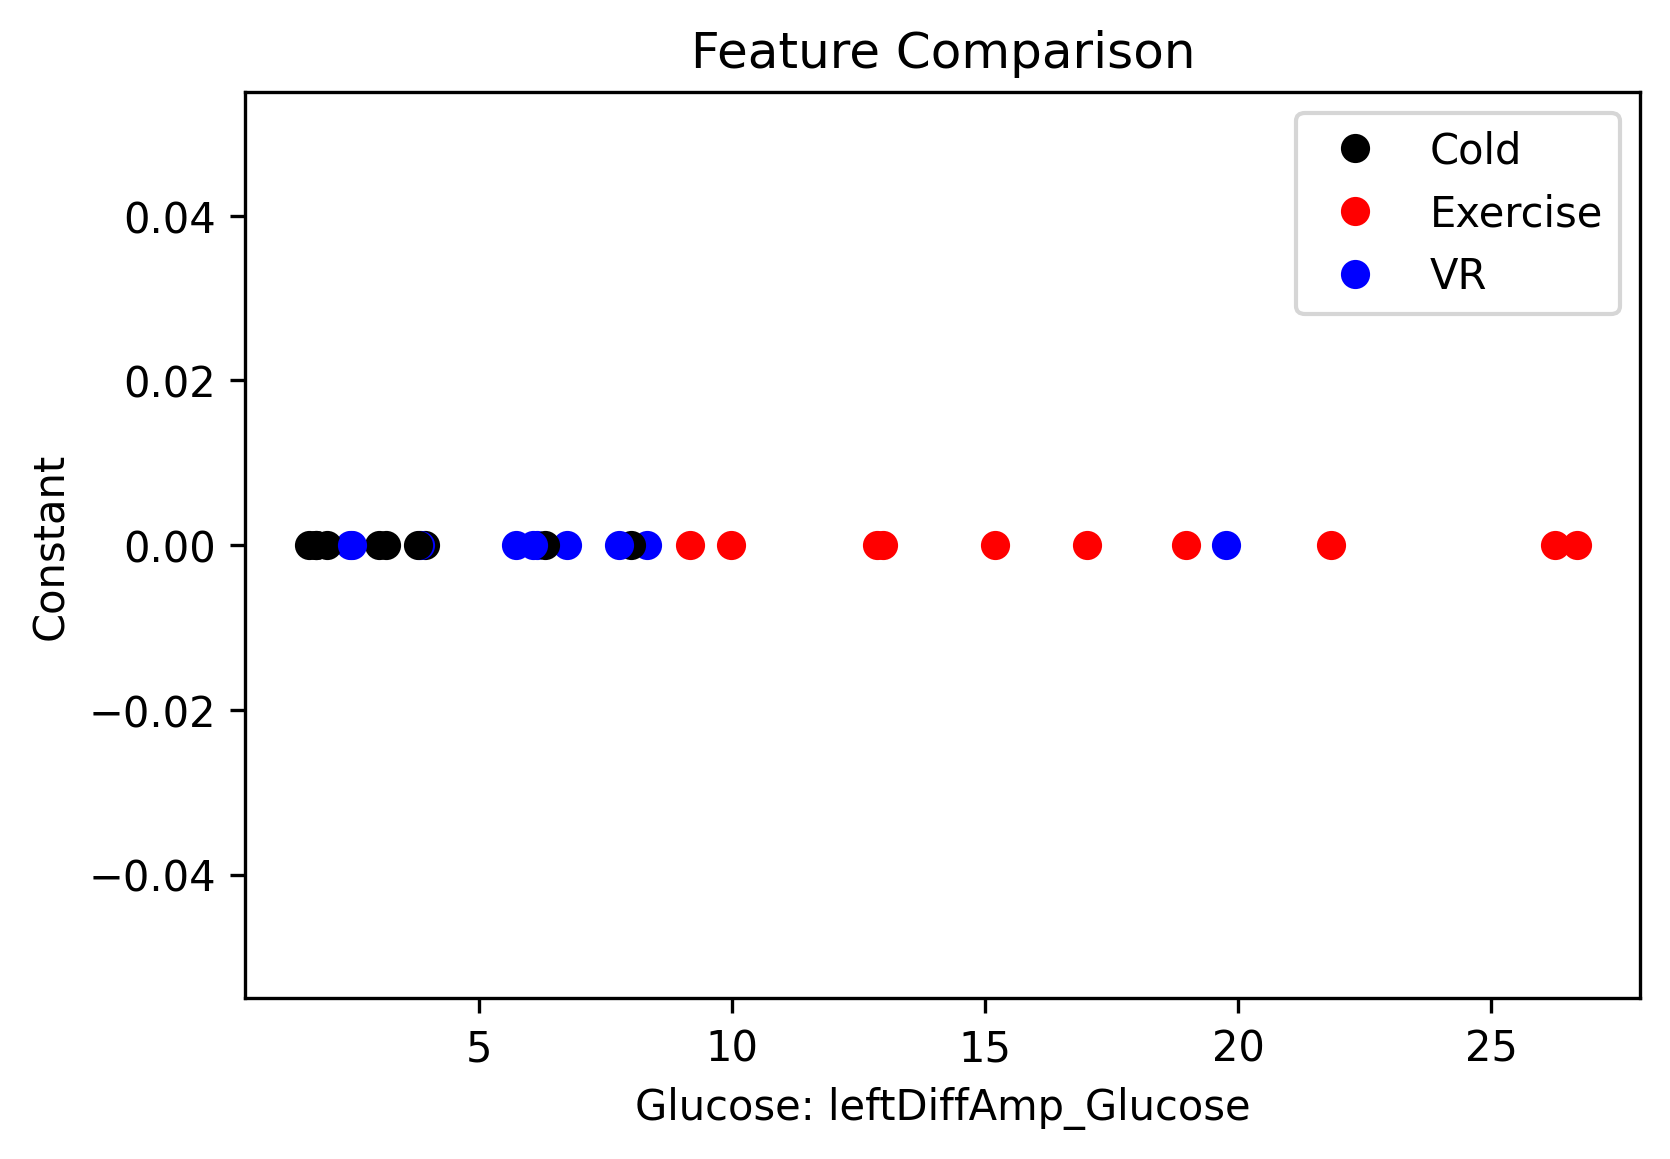 Feature Comparison
Cold
Exercise
VR
0.04
0.02
0.00
−0.02
−0.04
Constant
5 10 15 20 25
Glucose: leftDiffAmp_Glucose